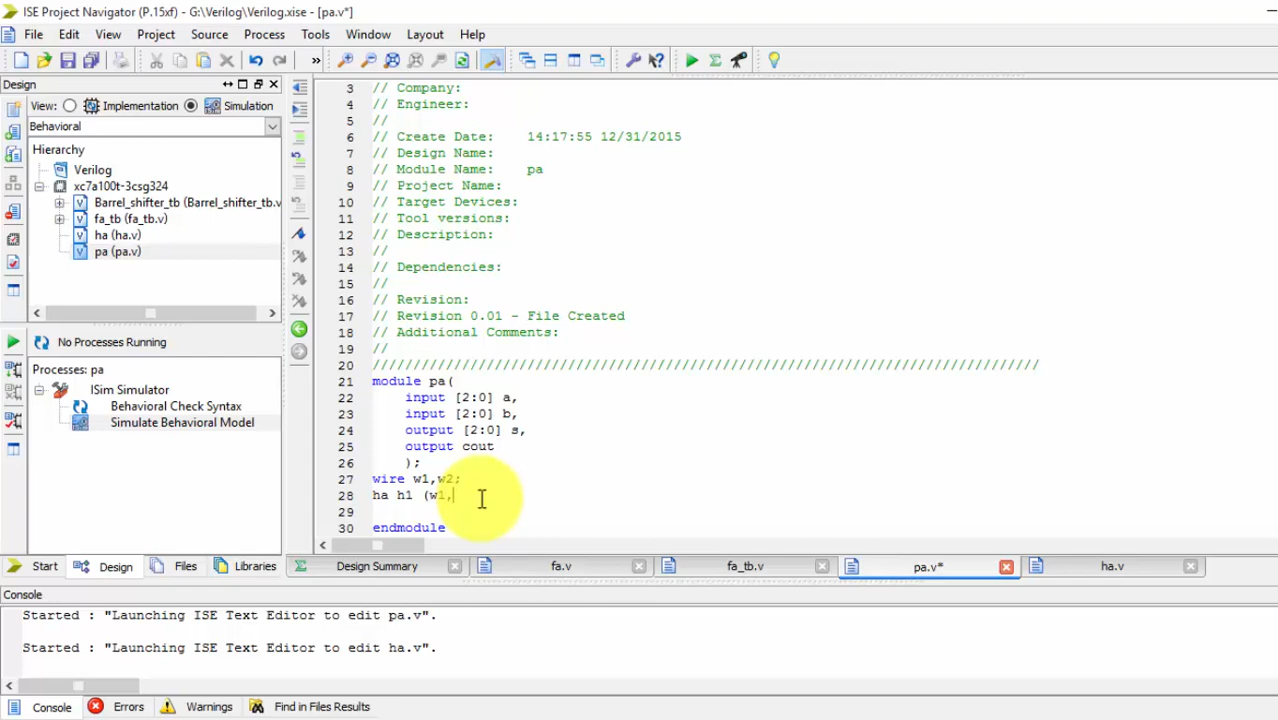 ISE Project Navigator (P.15xf) - G:\Verilog\Verilog.xise - [pa.v*]
File Edit View Project Source Process Tools Window Layout Help
Design
View: Implementation Simulation
Behavioral
Hierarchy
Verilog
xc7a100t-3csg324
Barrel_shifter_tb (Barrel_shifter_tb.v
fa_tb (fa_tb.v)
ha (ha.v)
pa (pa.v)
No Processes Running
Processes: pa
ISim Simulator
Behavioral Check Syntax
Simulate Behavioral Model
3 // Company:
4 // Engineer:
5 //
6 // Create Date: 14:17:55 12/31/2015
7 // Design Name:
8 // Module Name: pa
9 // Project Name:
10 // Target Devices:
11 // Tool versions:
12 // Description:
13 //
14 // Dependencies:
15 //
16 // Revision:
17 // Revision 0.01 - File Created
18 // Additional Comments:
19 //
20 //////////////////////////////////////////////////////////////////////////////////
21 module pa(
22 input [2:0] a,
23 input [2:0] b,
24 output [2:0] s,
25 output cout
26 );
27 wire w1,w2;
28 ha h1 (w1,
29
30 endmodule
Start Design Files Libraries
Design Summary fa.v fa_tb.v pa.v* ha.v
Console
Started : "Launching ISE Text Editor to edit pa.v".
Started : "Launching ISE Text Editor to edit ha.v".
Console Errors Warnings Find in Files Results